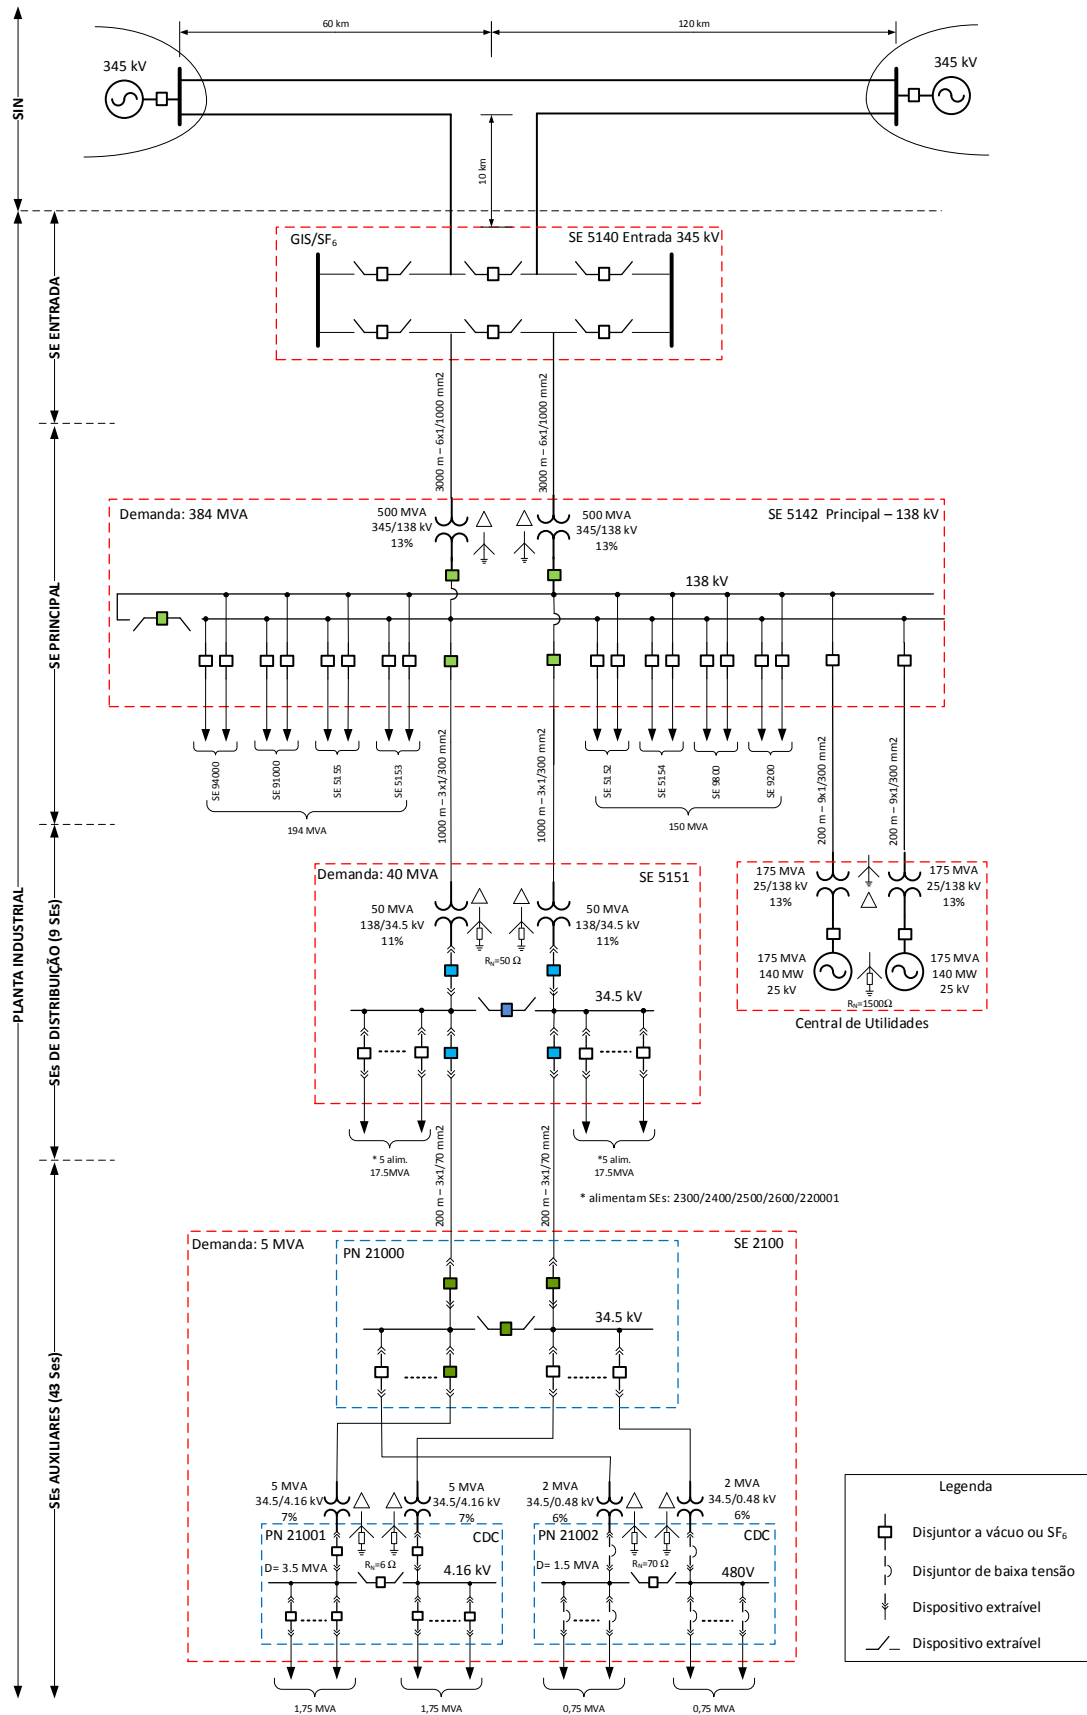 60 km
120 km
345 kV
345 kV
SIN
10 km
GIS/SF₆
SE 5140 Entrada 345 kV
SE ENTRADA
3000 m – 6x1/1000 mm2
3000 m – 6x1/1000 mm2
Demanda: 384 MVA
500 MVA
345/138 kV
13%
500 MVA
345/138 kV
13%
SE 5142 Principal – 138 kV
138 kV
SE PRINCIPAL
SE 94000
SE 91000
SE 5155
SE 5153
194 MVA
1000 m – 3x1/300 mm2
1000 m – 3x1/300 mm2
SE 5152
SE 5154
SE 9800
SE 9200
150 MVA
200 m – 9x1/300 mm2
200 m – 9x1/300 mm2
PLANTA INDUSTRIAL
SEs DE DISTRIBUIÇÃO (9 SEs)
Demanda: 40 MVA
SE 5151
50 MVA
138/34.5 kV
11%
50 MVA
138/34.5 kV
11%
R_N=50 Ω
34.5 kV
175 MVA
25/138 kV
13%
175 MVA
25/138 kV
13%
175 MVA
140 MW
25 kV
175 MVA
140 MW
25 kV
R_N=1500Ω
Central de Utilidades
* 5 alim.
17.5MVA
*5 alim.
17.5MVA
200 m – 3x1/70 mm2
200 m – 3x1/70 mm2
* alimentam SEs: 2300/2400/2500/2600/220001
SEs AUXILIARES (43 Ses)
Demanda: 5 MVA
SE 2100
PN 21000
34.5 kV
5 MVA
34.5/4.16 kV
7%
5 MVA
34.5/4.16 kV
7%
2 MVA
34.5/0.48 kV
6%
2 MVA
34.5/0.48 kV
6%
PN 21001
CDC
D= 3.5 MVA
R_N=6 Ω
4.16 kV
PN 21002
CDC
D= 1.5 MVA
R_N=70 Ω
480V
1,75 MVA
1,75 MVA
0,75 MVA
0,75 MVA
Legenda
Disjuntor a vácuo ou SF₆
Disjuntor de baixa tensão
Dispositivo extraível
Dispositivo extraível